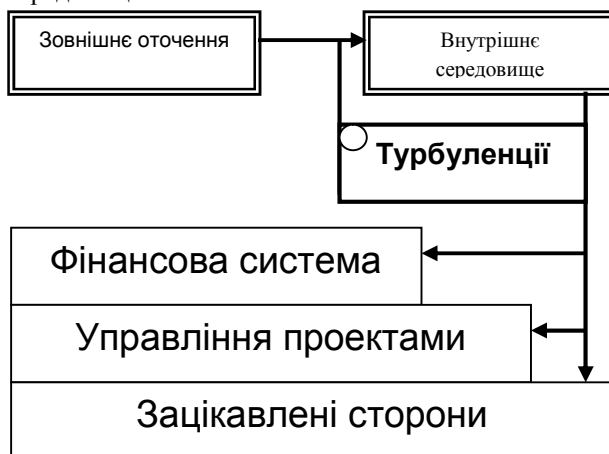 Зовнішнє оточення
Внутрішнє
середовище
Турбуленції
Фінансова система
Управління проектами
Зацікавлені сторони